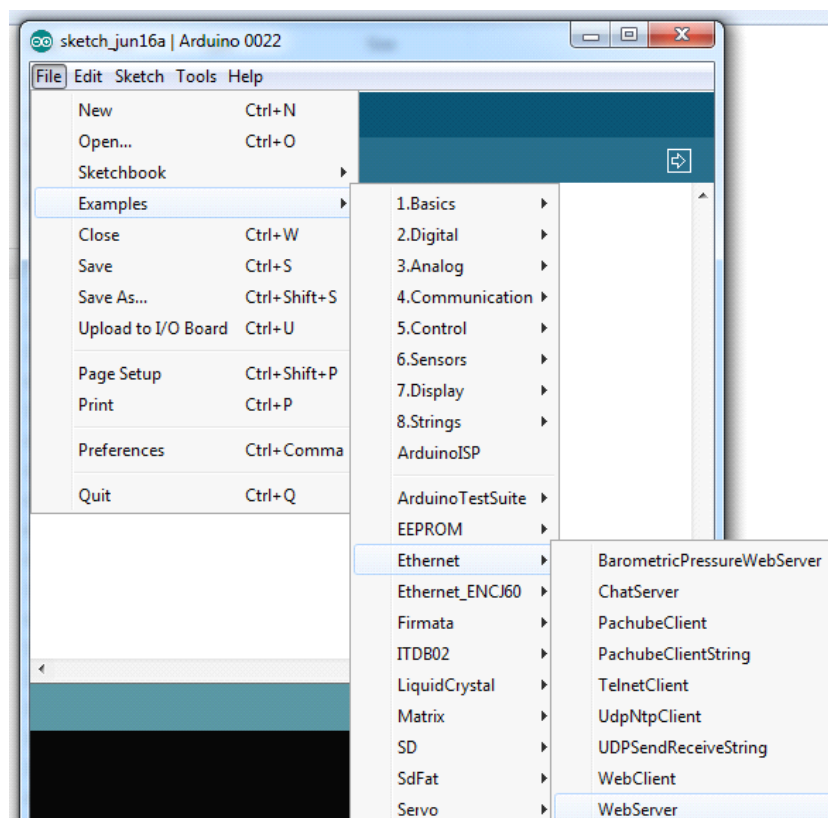 sketch_jun16a | Arduino 0022
File Edit Sketch Tools Help
New Ctrl+N
Open... Ctrl+O
Sketchbook
Examples
Close Ctrl+W
Save Ctrl+S
Save As... Ctrl+Shift+S
Upload to I/O Board Ctrl+U
Page Setup Ctrl+Shift+P
Print Ctrl+P
Preferences Ctrl+Comma
Quit Ctrl+Q
1.Basics
2.Digital
3.Analog
4.Communication
5.Control
6.Sensors
7.Display
8.Strings
ArduinoISP
ArduinoTestSuite
EEPROM
Ethernet
Ethernet_ENCJ60
Firmata
ITDB02
LiquidCrystal
Matrix
SD
SdFat
Servo
BarometricPressureWebServer
ChatServer
PachubeClient
PachubeClientString
TelnetClient
UdpNtpClient
UDPSendReceiveString
WebClient
WebServer